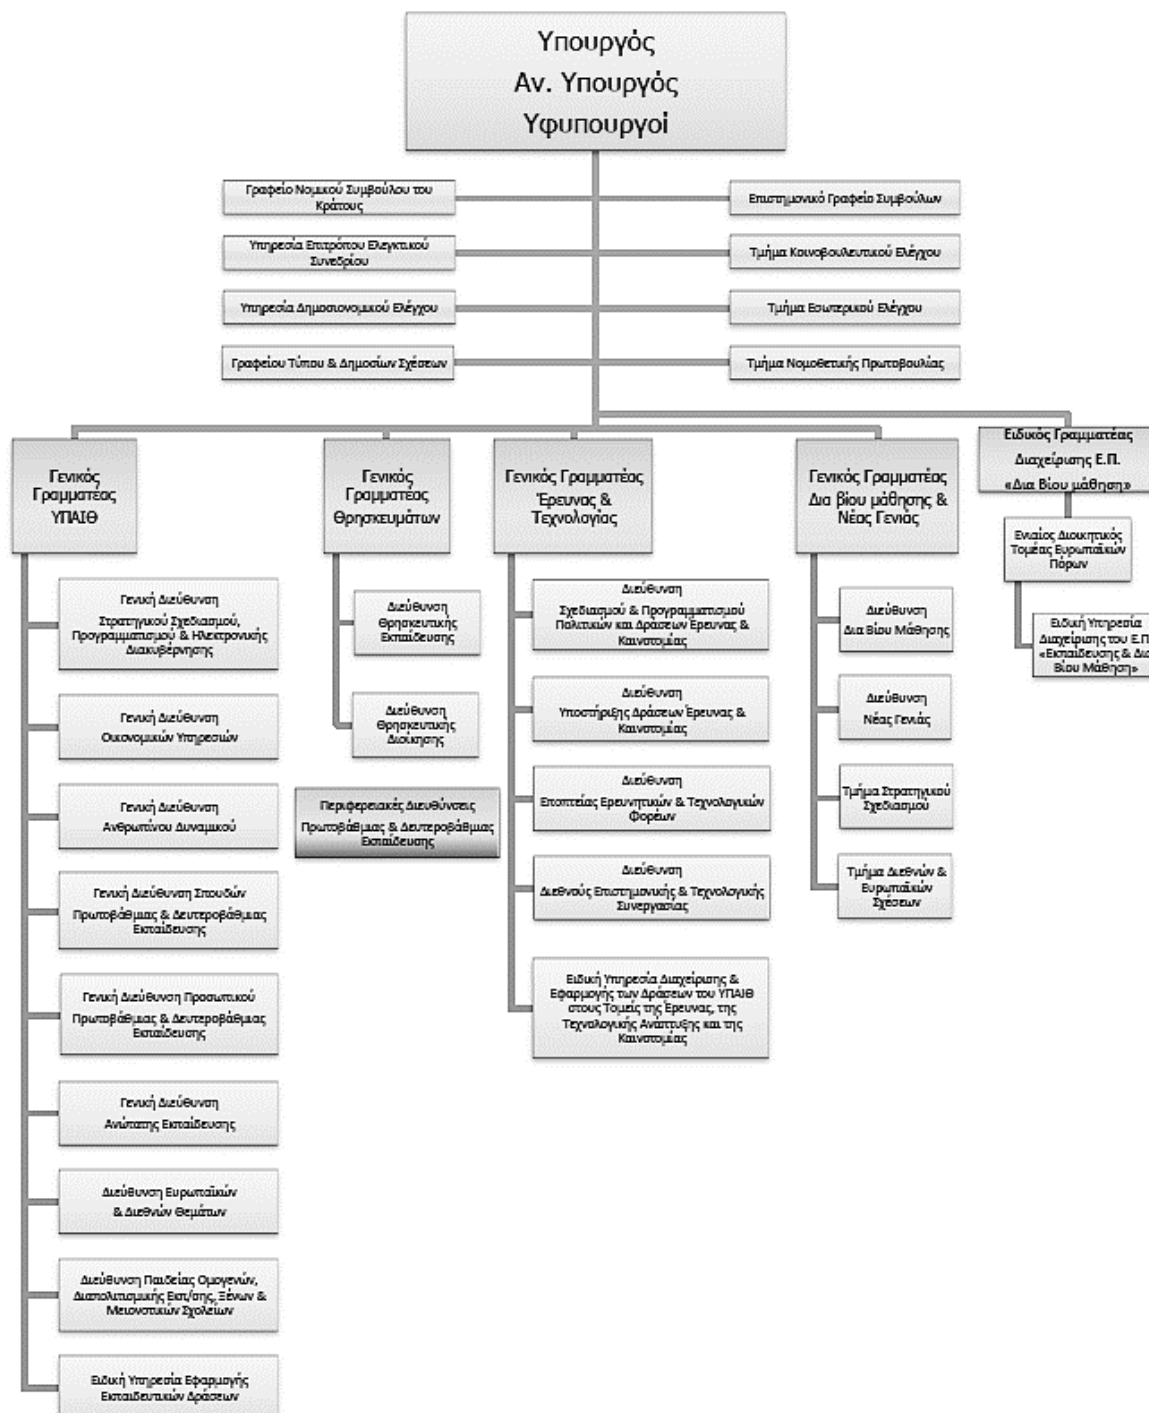 Υπουργός
Αν. Υπουργός
Υφυπουργοί
Γραφείο Νομικού Συμβούλου του
Κράτους
Επιστημονικό Γραφείο Συμβούλων
Υπηρεσία Επιτρόπου Ελεγκτικού
Συνεδρίου
Τμήμα Κοινοβουλευτικού Ελέγχου
Υπηρεσία Δημοσιονομικού Ελέγχου
Τμήμα Εσωτερικού Ελέγχου
Γραφείου Τύπου & Δημοσίων Σχέσεων
Τμήμα Νομοθετικής Πρωτοβουλίας
Γενικός
Γραμματέας
ΥΠΑΙΘ
Γενική Διεύθυνση
Στρατηγικού Σχεδιασμού,
Προγραμματισμού & Ηλεκτρονικής
Διακυβέρνησης
Γενική Διεύθυνση
Οικονομικών Υπηρεσιών
Γενική Διεύθυνση
Ανθρωπίνου Δυναμικού
Γενική Διεύθυνση Σπουδών
Πρωτοβάθμιας & Δευτεροβάθμιας
Εκπαίδευσης
Γενική Διεύθυνση Προσωπικού
Πρωτοβάθμιας & Δευτεροβάθμιας
Εκπαίδευσης
Γενική Διεύθυνση
Ανώτατης Εκπαίδευσης
Διεύθυνση Ευρωπαϊκών
& Διεθνών Θεμάτων
Διεύθυνση Παιδείας Ομογενών,
Διαπολιτισμικής Εκπ/σης, Ξένων &
Μειονοτικών Σχολείων
Ειδική Υπηρεσία Εφαρμογής
Εκπαιδευτικών Δράσεων
Γενικός
Γραμματέας
Θρησκευμάτων
Διεύθυνση
Θρησκευτικής
Εκπαίδευσης
Διεύθυνση
Θρησκευτικής
Διοίκησης
Περιφερειακές Διευθύνσεις
Πρωτοβάθμιας & Δευτεροβάθμιας
Εκπαίδευσης
Γενικός Γραμματέας
Έρευνας &
Τεχνολογίας
Διεύθυνση
Σχεδιασμού & Προγραμματισμού
Πολιτικών και Δράσεων Έρευνας &
Καινοτομίας
Διεύθυνση
Υποστήριξης Δράσεων Έρευνας &
Καινοτομίας
Διεύθυνση
Εποπτείας Ερευνητικών & Τεχνολογικών
Φορέων
Διεύθυνση
Διεθνούς Επιστημονικής & Τεχνολογικής
Συνεργασίας
Ειδική Υπηρεσία Διαχείρισης &
Εφαρμογής των Δράσεων του ΥΠΑΙΘ
στους Τομείς της Έρευνας, της
Τεχνολογικής Ανάπτυξης και της
Καινοτομίας
Γενικός Γραμματέας
Δια βίου μάθησης &
Νέας Γενιάς
Διεύθυνση
Δια Βίου Μάθησης
Διεύθυνση
Νέας Γενιάς
Τμήμα Στρατηγικού
Σχεδιασμού
Τμήμα Διεθνών &
Ευρωπαϊκών
Σχέσεων
Ειδικός Γραμματέας
Διαχείρισης Ε.Π.
«Δια Βίου μάθηση»
Ενιαίος Διοικητικός
Τομέας Ευρωπαϊκών
Πόρων
Ειδική Υπηρεσία
Διαχείρισης του Ε.Π
«Εκπαίδευσης & Δια
Βίου Μάθηση»